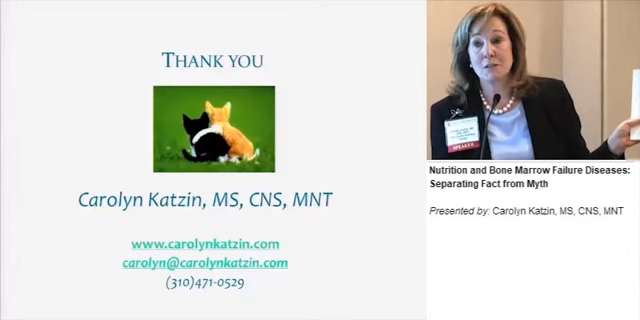 THANK YOU
Carolyn Katzin, MS, CNS, MNT
www.carolynkatzin.com
carolyn@carolynkatzin.com
(310)471-0529
SPEAKER
Nutrition and Bone Marrow Failure Diseases:
Separating Fact from Myth
Presented by: Carolyn Katzin, MS, CNS, MNT